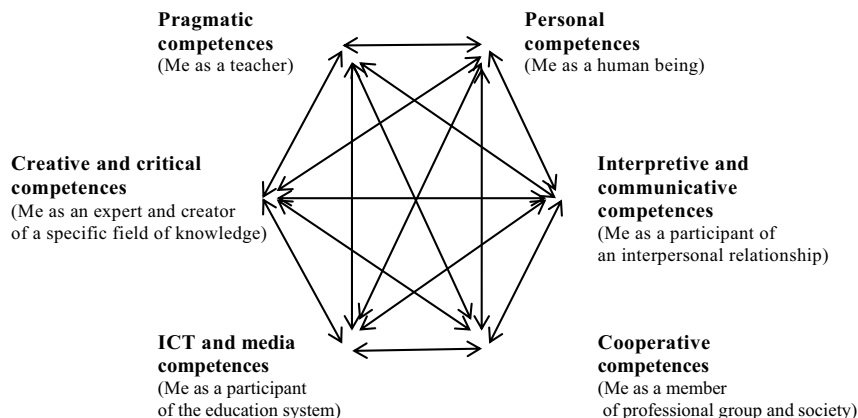 Pragmatic
competences
(Me as a teacher)
Personal
competences
(Me as a human being)
Creative and critical
competences
(Me as an expert and creator
of a specific field of knowledge)
Interpretive and
communicative
competences
(Me as a participant of
an interpersonal relationship)
ICT and media
competences
(Me as a participant
of the education system)
Cooperative
competences
(Me as a member
of professional group and society)